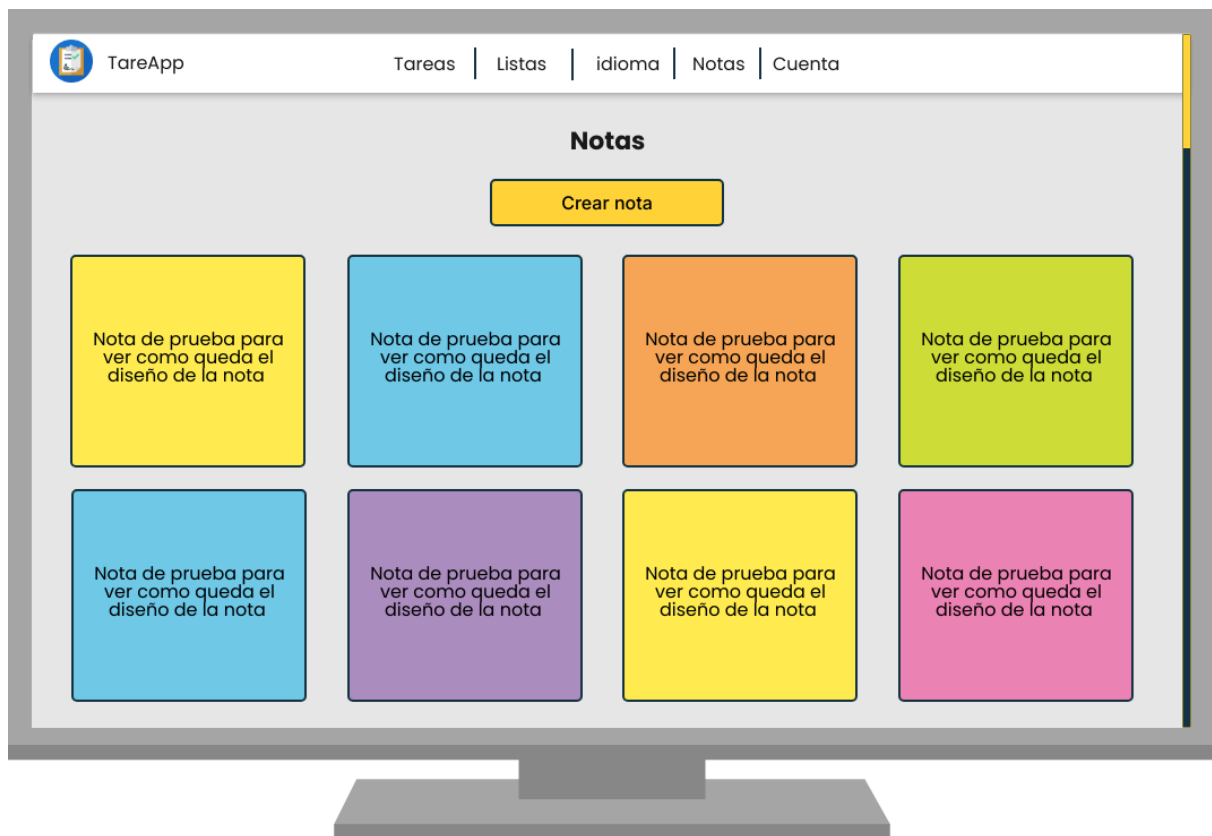 TareApp
Tareas
Listas
idioma
Notas
Cuenta
Notas
Crear nota
Nota de prueba para
ver como queda el
diseño de la nota
Nota de prueba para
ver como queda el
diseño de la nota
Nota de prueba para
ver como queda el
diseño de la nota
Nota de prueba para
ver como queda el
diseño de la nota
Nota de prueba para
ver como queda el
diseño de la nota
Nota de prueba para
ver como queda el
diseño de la nota
Nota de prueba para
ver como queda el
diseño de la nota
Nota de prueba para
ver como queda el
diseño de la nota